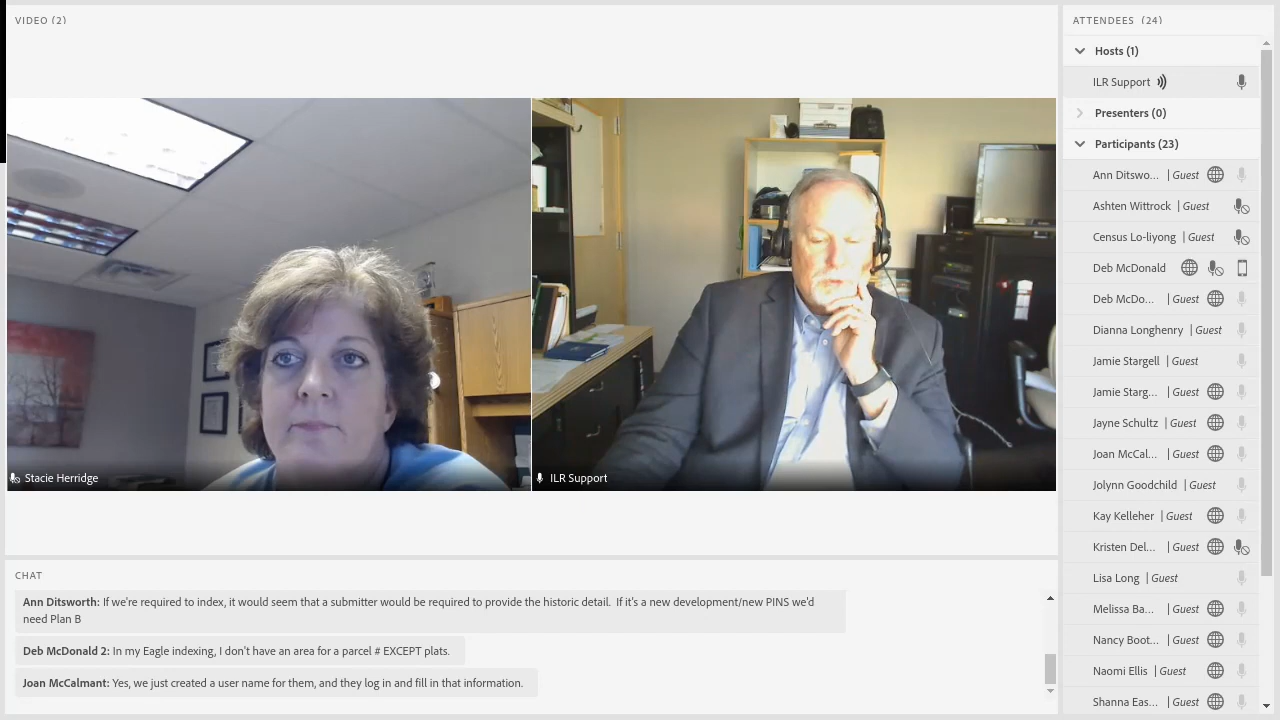 VIDEO (2)
Stacie Herridge
ILR Support
CHAT
Ann Ditsworth: If we're required to index, it would seem that a submitter would be required to provide the historic detail. If it's a new development/new PINS we'd
need Plan B
Deb McDonald 2: In my Eagle indexing, I don't have an area for a parcel # EXCEPT plats.
Joan McCalmant: Yes, we just created a user name for them, and they log in and fill in that information.
ATTENDEES (24)
Hosts (1)
ILR Support
Presenters (0)
Participants (23)
Ann Ditswo... | Guest
Ashten Wittrock | Guest
Census Lo-liyong | Guest
Deb McDonald
Deb McDo... | Guest
Dianna Longhenry | Guest
Jamie Stargell | Guest
Jamie Starg... | Guest
Jayne Schultz | Guest
Joan McCal... | Guest
Jolynn Goodchild | Guest
Kay Kelleher | Guest
Kristen Del... | Guest
Lisa Long | Guest
Melissa Ba... | Guest
Nancy Boot... | Guest
Naomi Ellis | Guest
Shanna Eas... | Guest